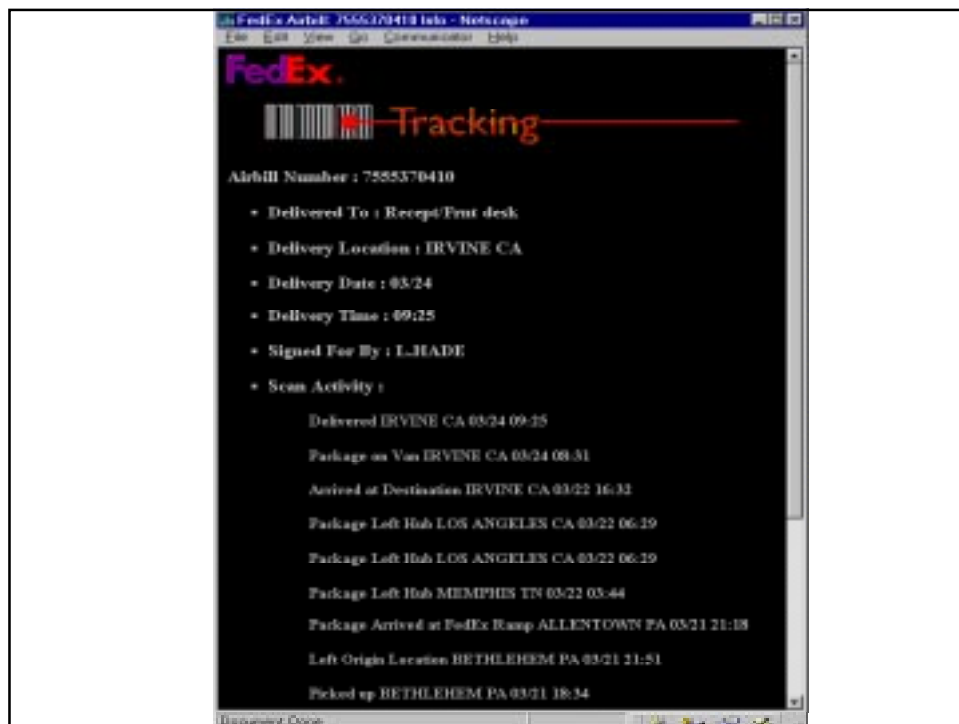 FedEx Airbill: 7555370410 Info - Netscape
File Edit View Go Communicator Help
FedEx.
Tracking
Airbill Number : 7555370410
• Delivered To : Recept/Frnt desk
• Delivery Location : IRVINE CA
• Delivery Date : 03/24
• Delivery Time : 09:25
• Signed For By : L.HADE
• Scan Activity :
Delivered IRVINE CA 03/24 09:25
Package on Van IRVINE CA 03/24 08:31
Arrived at Destination IRVINE CA 03/22 16:32
Package Left Hub LOS ANGELES CA 03/22 06:29
Package Left Hub LOS ANGELES CA 03/22 06:29
Package Left Hub MEMPHIS TN 03/22 03:44
Package Arrived at FedEx Ramp ALLENTOWN PA 03/21 21:18
Left Origin Location BETHLEHEM PA 03/21 21:51
Picked up BETHLEHEM PA 03/21 18:34
Document Done